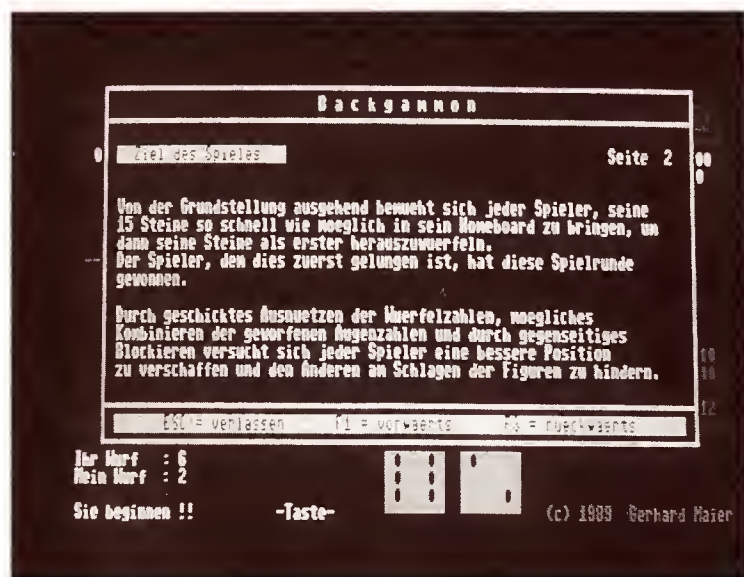 Backgammon
0 Ziel des Spieles Seite 2 00
0
Von der Grundstellung ausgehend bemueht sich jeder Spieler, seine
15 Steine so schnell wie moeglich in sein Homeboard zu bringen, um
dann seine Steine als erster herauszuwuerfeln.
Der Spieler, dem dies zuerst gelungen ist, hat diese Spielrunde
gewonnen.
Durch geschicktes Ausnuetzen der Wuerfelzahlen, moegliches
Kombinieren der geworfenen Augenzahlen und durch gegenseitiges
Blockieren versucht sich jeder Spieler eine bessere Position
zu verschaffen und den Anderen am Schlagen der Figuren zu hindern.
12
ESC = verlassen F1 = vorwaerts = rueckwaerts
Ihr Wurf : 6
Mein Wurf : 2
Sie beginnen !! -Taste- (c) 1989 Gerhard Maier